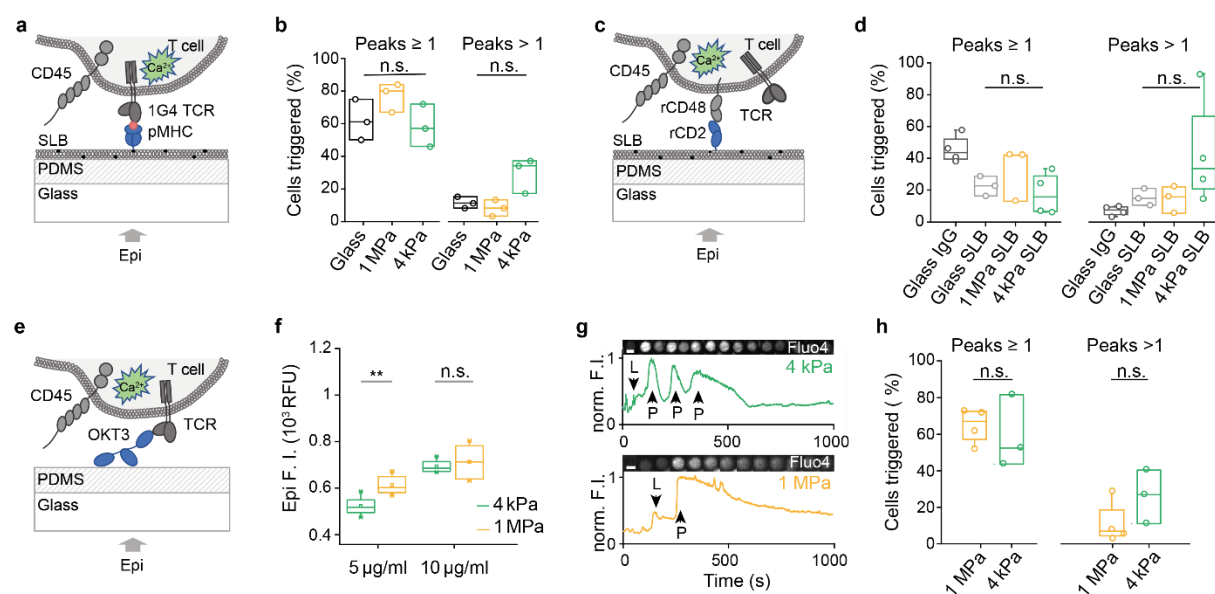 a
T cell
CD45
Ca²⁺
1G4 TCR
pMHC
SLB
PDMS
Glass
Epi
b
Peaks ≥ 1
Peaks > 1
n.s.
n.s.
Cells triggered (%)
100
80
60
40
20
0
Glass
1 MPa
4 kPa
Glass
1 MPa
4 kPa
c
T cell
CD45
Ca²⁺
rCD48
TCR
rCD2
SLB
PDMS
Glass
Epi
d
Peaks ≥ 1
Peaks > 1
n.s.
n.s.
Cells triggered (%)
100
80
60
40
20
0
Glass IgG
Glass SLB
1 MPa SLB
4 kPa SLB
Glass IgG
Glass SLB
1 MPa SLB
4 kPa SLB
e
T cell
CD45
Ca²⁺
OKT3
TCR
PDMS
Glass
Epi
f
Epi F. I. (10³ RFU)
1.2
1.0
0.8
0.6
0.4
**
n.s.
4 kPa
1 MPa
5 µg/ml
10 µg/ml
g
Fluo4
norm. F.I.
1
0
4 kPa
L
P
P
P
0
500
1000
Fluo4
norm. F.I.
1
0
1 MPa
L
P
0
500
1000
Time (s)
h
Peaks ≥ 1
Peaks >1
n.s.
n.s.
Cells triggered ( %)
100
80
60
40
20
0
1 MPa
4 kPa
1 MPa
4 kPa